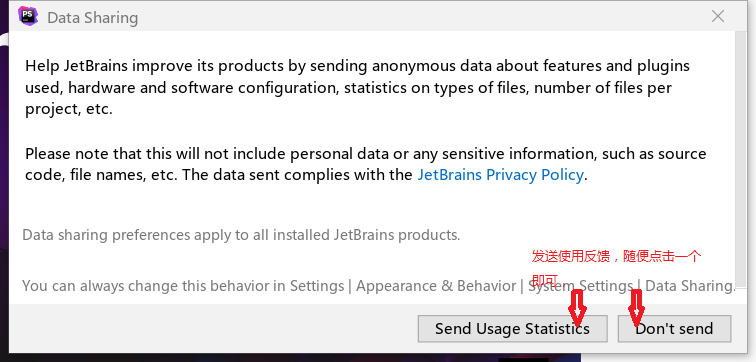 PS Data Sharing
Help JetBrains improve its products by sending anonymous data about features and plugins
used, hardware and software configuration, statistics on types of files, number of files per
project, etc.
Please note that this will not include personal data or any sensitive information, such as source
code, file names, etc. The data sent complies with the JetBrains Privacy Policy.
Data sharing preferences apply to all installed JetBrains products.
发送使用反馈，随便点击一个
即可
You can always change this behavior in Settings | Appearance & Behavior | System Settings | Data Sharing.
Send Usage Statistics
Don't send